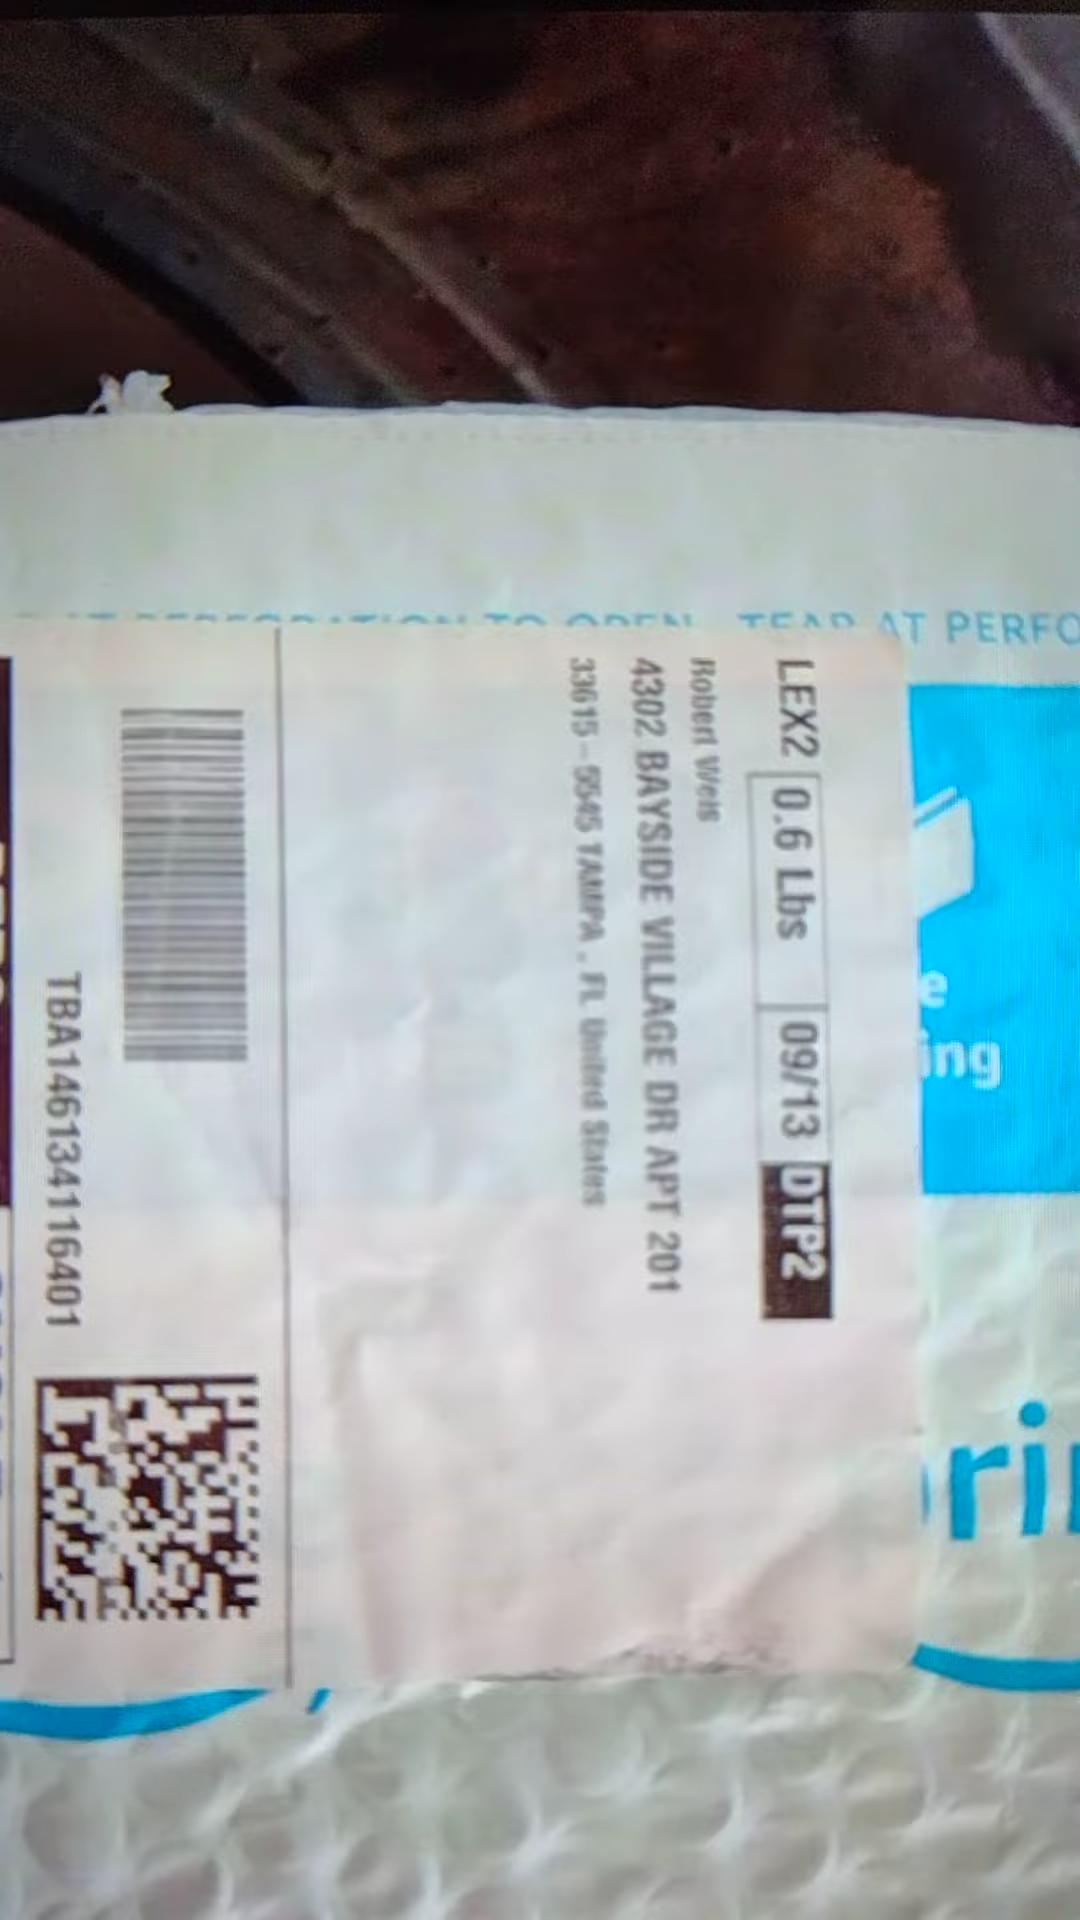 TEAR AT PERFO
LEX2 0.6 Lbs 09/13 DTP2
Robert Weis
4302 BAYSIDE VILLAGE DR APT 201
33615-5545 TAMPA , FL United States
TBA146134116401
e
ing
ri